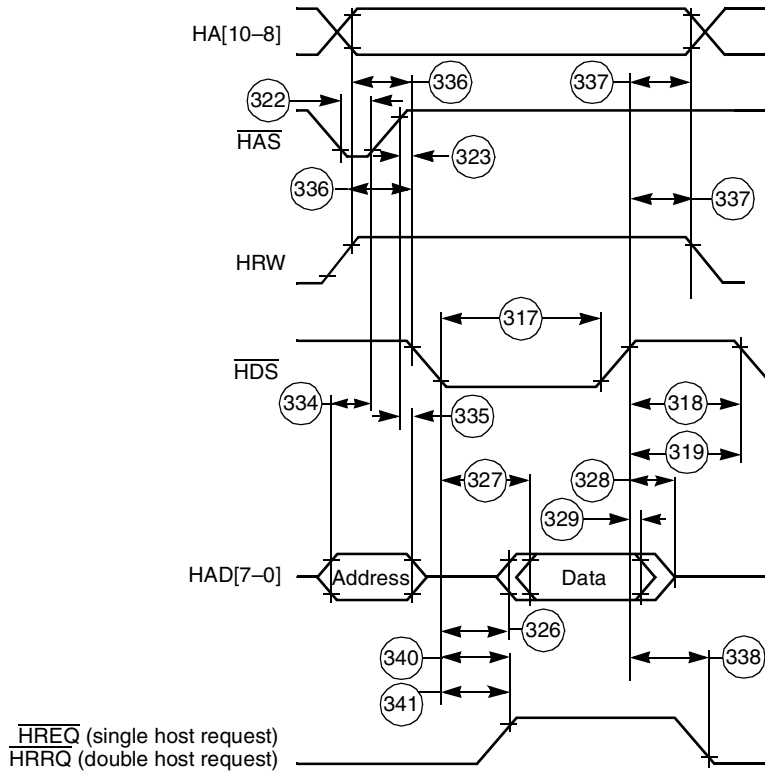 HA[10–8]
336
337
322
HAS
323
336
337
HRW
317
HDS
334
335
318
319
327
328
329
HAD[7–0]
Address
Data
326
340
338
341
HREQ (single host request)
HRRQ (double host request)